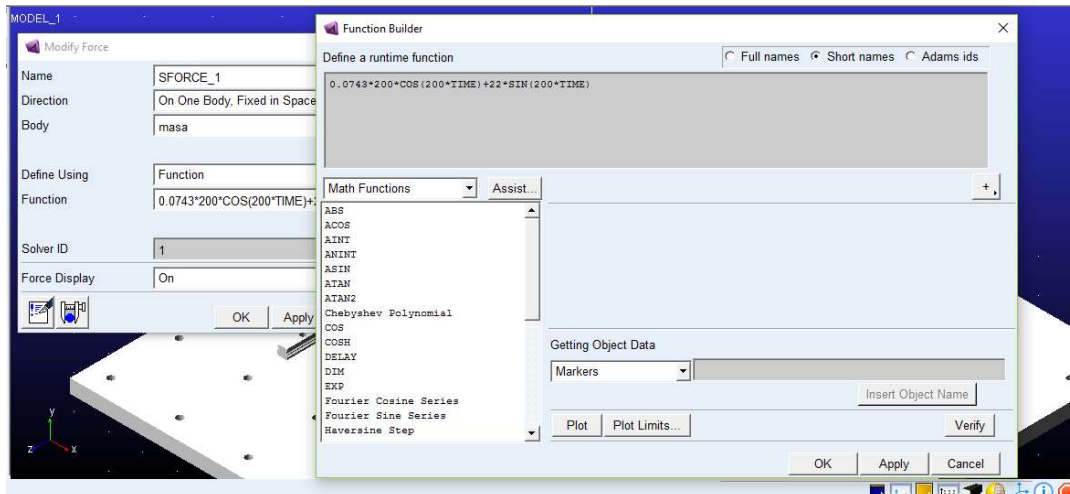 MODEL_1
Modify Force
Name
SFORCE_1
Direction
On One Body, Fixed in Space
Body
masa
Define Using
Function
Function
0.0743*200*COS(200*TIME)+
Solver ID
1
Force Display
On
OK
Apply
y
z
x
Function Builder
Define a runtime function
Full names
Short names
Adams ids
0.0743*200*COS(200*TIME)+22*SIN(200*TIME)
Math Functions
Assist...
+
ABS
ACOS
AINT
ANINT
ASIN
ATAN
ATAN2
Chebyshev Polynomial
COS
COSH
DELAY
DIM
EXP
Fourier Cosine Series
Fourier Sine Series
Haversine Step
Getting Object Data
Markers
Insert Object Name
Plot
Plot Limits...
Verify
OK
Apply
Cancel